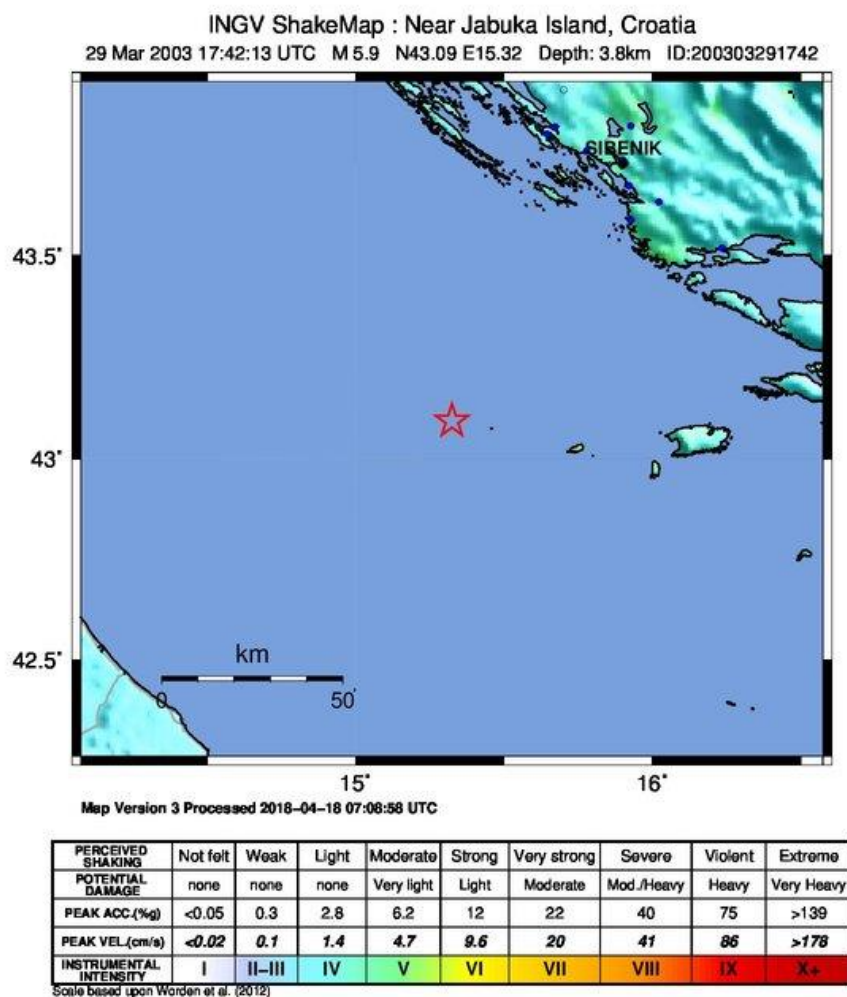 INGV ShakeMap : Near Jabuka Island, Croatia
29 Mar 2003 17:42:13 UTC M 5.9 N43.09 E15.32 Depth: 3.8km ID:200303291742
SIBENIK
43.5°
43°
42.5°
km
0 50
15° 16°
Map Version 3 Processed 2018-04-18 07:08:58 UTC
PERCEIVED SHAKING Not felt Weak Light Moderate Strong Very strong Severe Violent Extreme
POTENTIAL DAMAGE none none none Very light Light Moderate Mod./Heavy Heavy Very Heavy
PEAK ACC.(%g) <0.05 0.3 2.8 6.2 12 22 40 75 >139
PEAK VEL.(cm/s) <0.02 0.1 1.4 4.7 9.6 20 41 86 >178
INSTRUMENTAL INTENSITY I II-III IV V VI VII VIII IX X+
Scale based upon Worden et al. (2012)